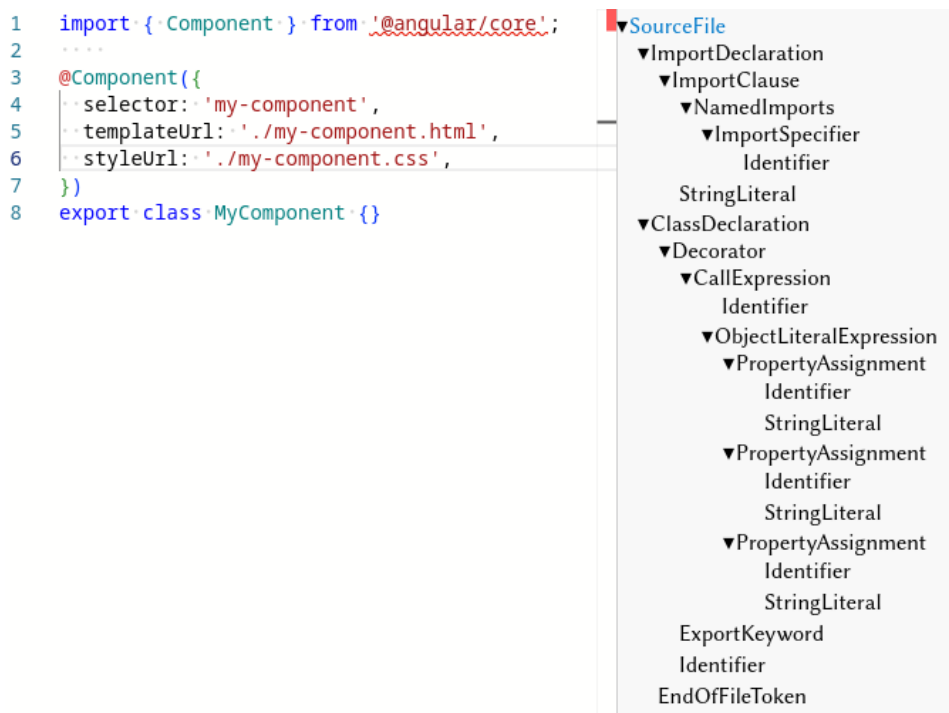 1 import { Component } from '@angular/core';
2
3 @Component({
4 selector: 'my-component',
5 templateUrl: './my-component.html',
6 styleUrl: './my-component.css',
7 })
8 export class MyComponent {}
▼SourceFile
▼ImportDeclaration
▼ImportClause
▼NamedImports
▼ImportSpecifier
Identifier
StringLiteral
▼ClassDeclaration
▼Decorator
▼CallExpression
Identifier
▼ObjectLiteralExpression
▼PropertyAssignment
Identifier
StringLiteral
▼PropertyAssignment
Identifier
StringLiteral
▼PropertyAssignment
Identifier
StringLiteral
ExportKeyword
Identifier
EndOfFileToken